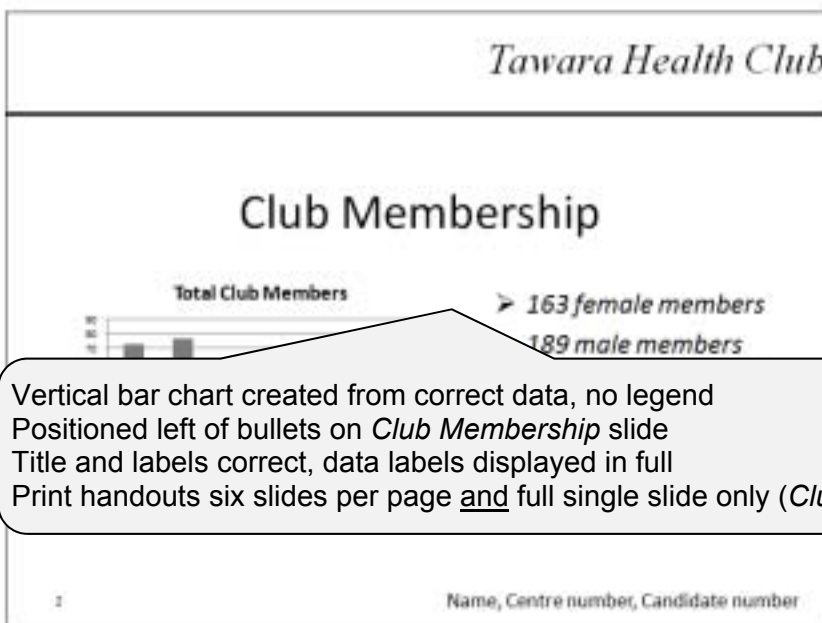 Tawara Health Club
Club Membership
Total Club Members
➢ 163 female members
189 male members
Vertical bar chart created from correct data, no legend
Positioned left of bullets on Club Membership slide
Title and labels correct, data labels displayed in full
Print handouts six slides per page and full single slide only (Clu
2
Name, Centre number, Candidate number